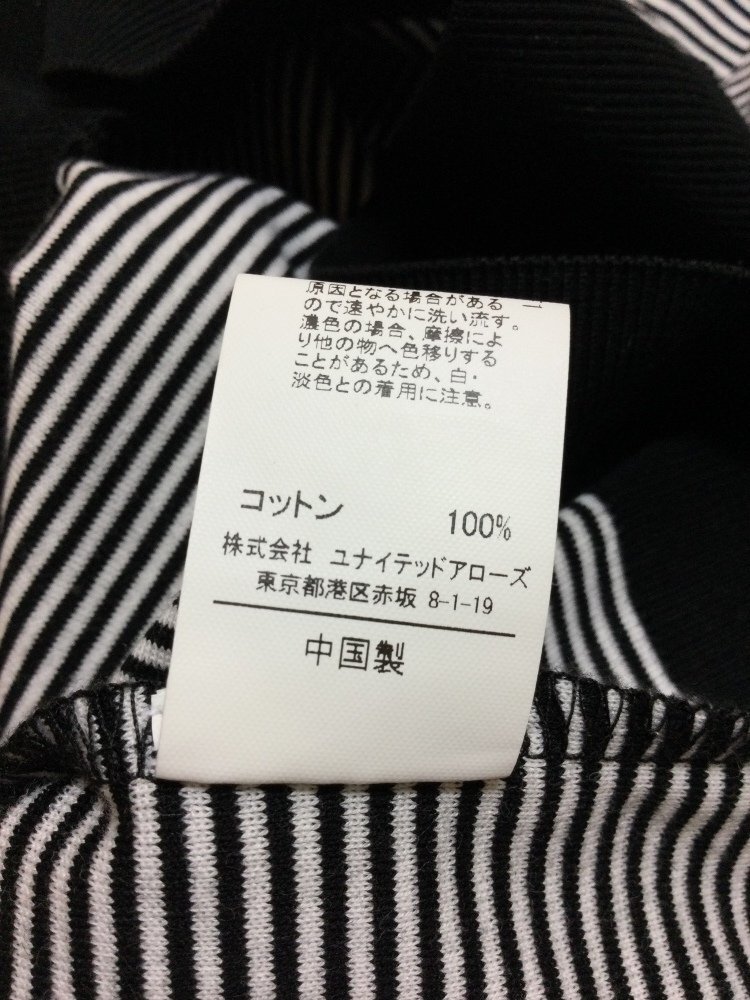 原因となる場合がある
ので速やかに洗い流す。
濃色の場合、摩擦によ
り他の物へ色移りする
ことがあるため、白・
淡色との着用に注意。
コットン 100%
株式会社 ユナイテッドアローズ
東京都港区赤坂 8-1-19
中国製